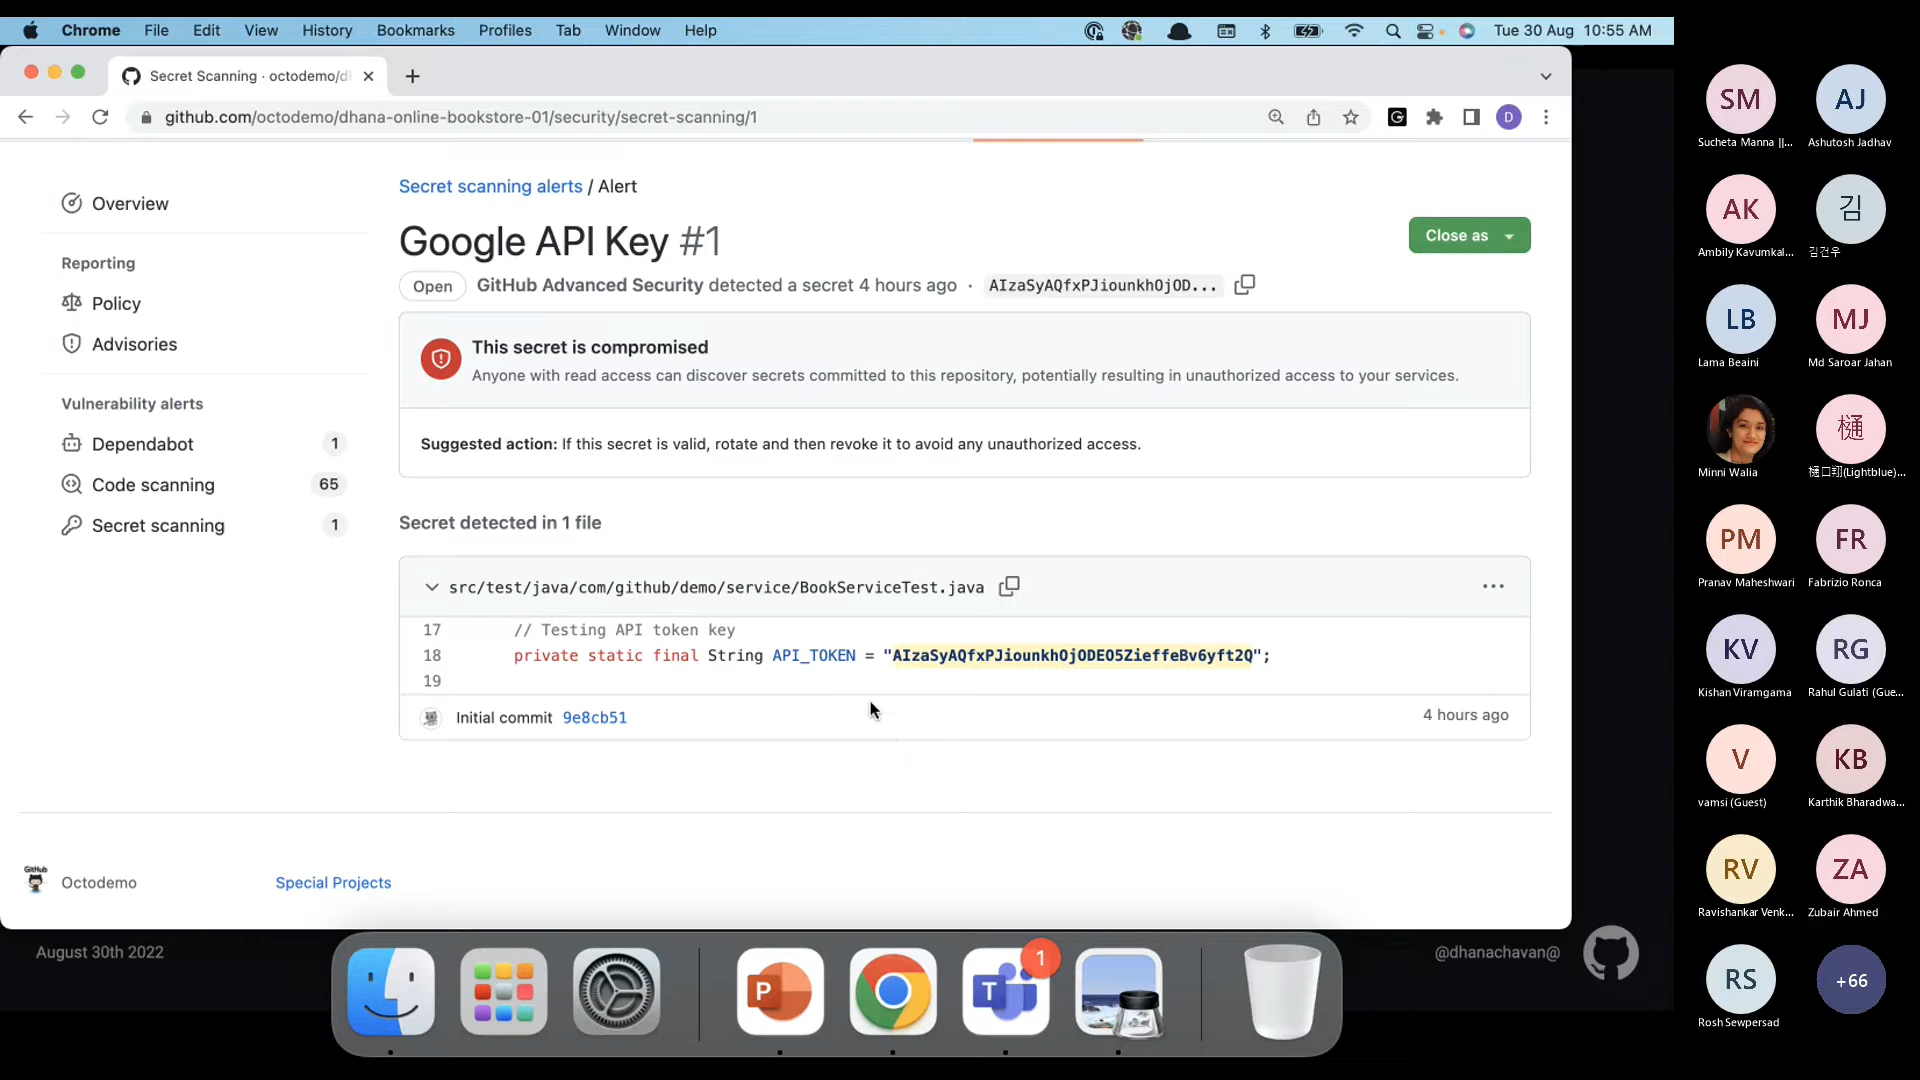 Chrome File Edit View History Bookmarks Profiles Tab Window Help Tue 30 Aug 10:55 AM
Secret Scanning · octodemo/d
github.com/octodemo/dhana-online-bookstore-01/security/secret-scanning/1
D
Overview
Reporting
Policy
Advisories
Vulnerability alerts
Dependabot 1
Code scanning 65
Secret scanning 1
Secret scanning alerts / Alert
Google API Key #1
Close as
Open GitHub Advanced Security detected a secret 4 hours ago · AIzaSyAQfxPJiounkhOjOD...
This secret is compromised
Anyone with read access can discover secrets committed to this repository, potentially resulting in unauthorized access to your services.
Suggested action: If this secret is valid, rotate and then revoke it to avoid any unauthorized access.
Secret detected in 1 file
src/test/java/com/github/demo/service/BookServiceTest.java
17 // Testing API token key
18 private static final String API_TOKEN = "AIzaSyAQfxPJiounkhOjODEO5ZieffeBv6yft2Q";
19
Initial commit 9e8cb51
4 hours ago
GitHub
Octodemo
Special Projects
August 30th 2022
@dhanachavan@
P
T
1
SM
Sucheta Manna ||...
AJ
Ashutosh Jadhav
AK
Ambily Kavumkal...
김
김건우
LB
Lama Beaini
MJ
Md Saroar Jahan
Minni Walia
樋
樋口翔(Lightblue)...
PM
Pranav Maheshwari
FR
Fabrizio Ronca
KV
Kishan Viramgama
RG
Rahul Gulati (Gue...
V
vamsi (Guest)
KB
Karthik Bharadwa...
RV
Ravishankar Venk...
ZA
Zubair Ahmed
RS
Rosh Sewpersad
+66